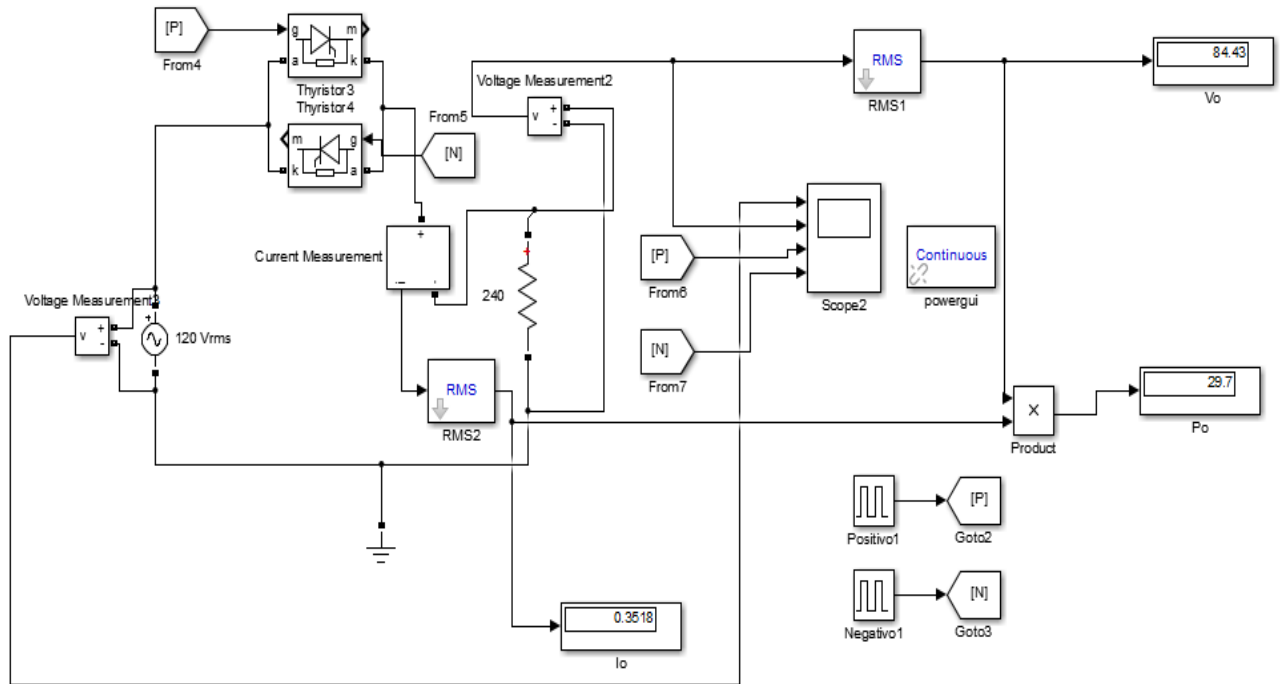 [P]
From4
g
m
a
k
Thyristor3
Thyristor4
m
g
k
a
From5
[N]
Voltage Measurement2
v
+
-
RMS
RMS1
84.43
Vo
Current Measurement
+
-
i
240
+
[P]
From6
[N]
From7
Scope2
Continuous
powergui
Voltage Measurement3
v
+
-
+
120 Vrms
RMS
RMS2
×
Product
29.7
Po
Positivo1
[P]
Goto2
Negativo1
[N]
Goto3
0.3518
Io